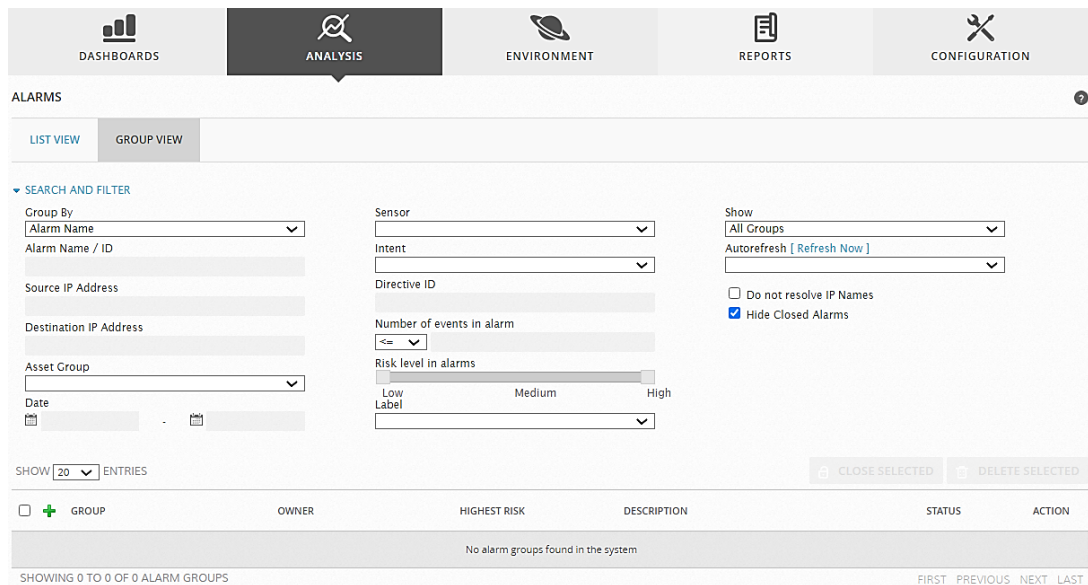 DASHBOARDS ANALYSIS ENVIRONMENT REPORTS CONFIGURATION
ALARMS ?
LIST VIEW GROUP VIEW
SEARCH AND FILTER
Group By Sensor Show
Alarm Name All Groups
Alarm Name / ID Intent Autorefresh [ Refresh Now ]
Source IP Address Directive ID
Do not resolve IP Names
Hide Closed Alarms
Destination IP Address Number of events in alarm
<=
Asset Group Risk level in alarms
Low Medium High
Date Label
-
SHOW 20 ENTRIES CLOSE SELECTED DELETE SELECTED
GROUP OWNER HIGHEST RISK DESCRIPTION STATUS ACTION
No alarm groups found in the system
SHOWING 0 TO 0 OF 0 ALARM GROUPS FIRST PREVIOUS NEXT LAST